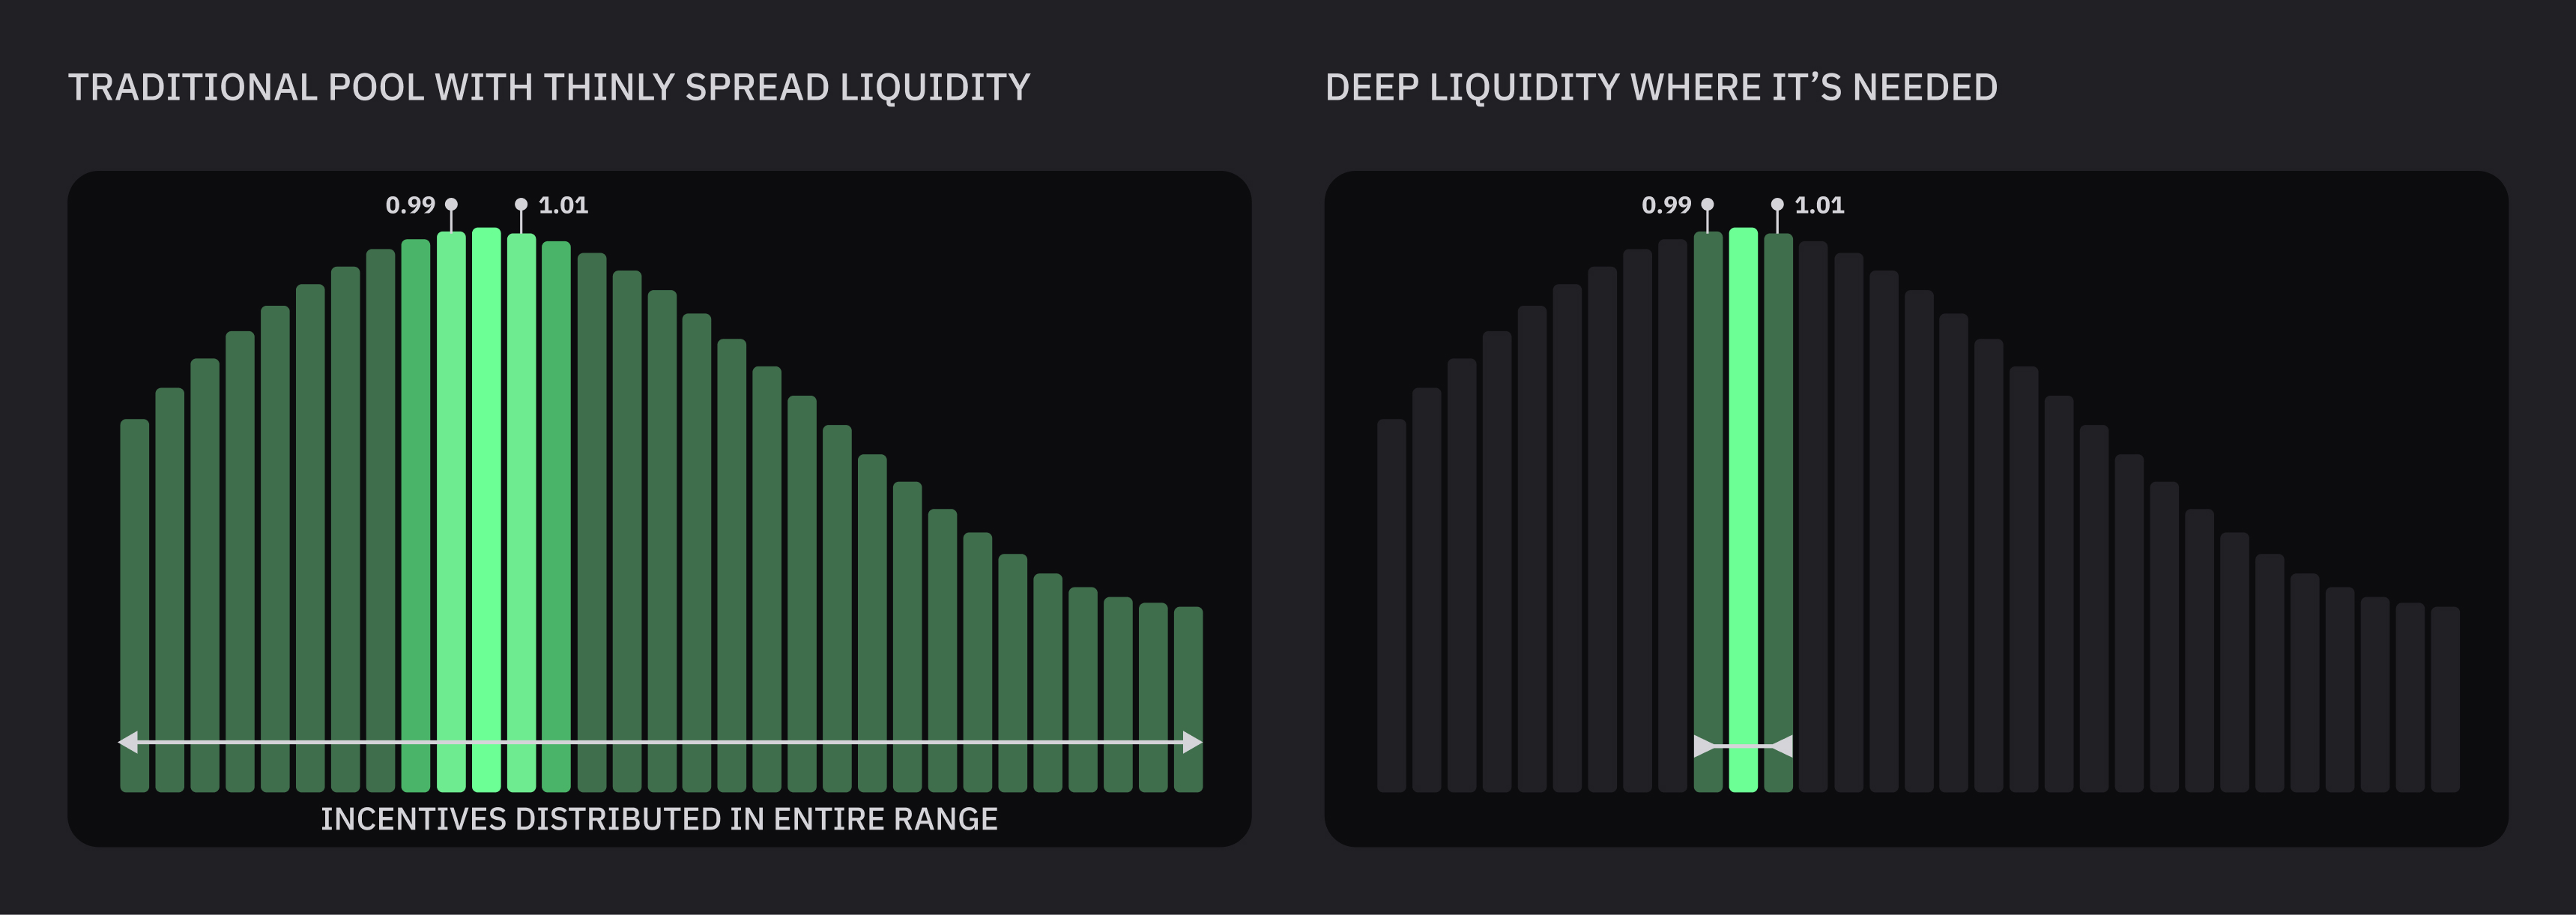 TRADITIONAL POOL WITH THINLY SPREAD LIQUIDITY
0.99
1.01
INCENTIVES DISTRIBUTED IN ENTIRE RANGE
DEEP LIQUIDITY WHERE IT’S NEEDED
0.99
1.01